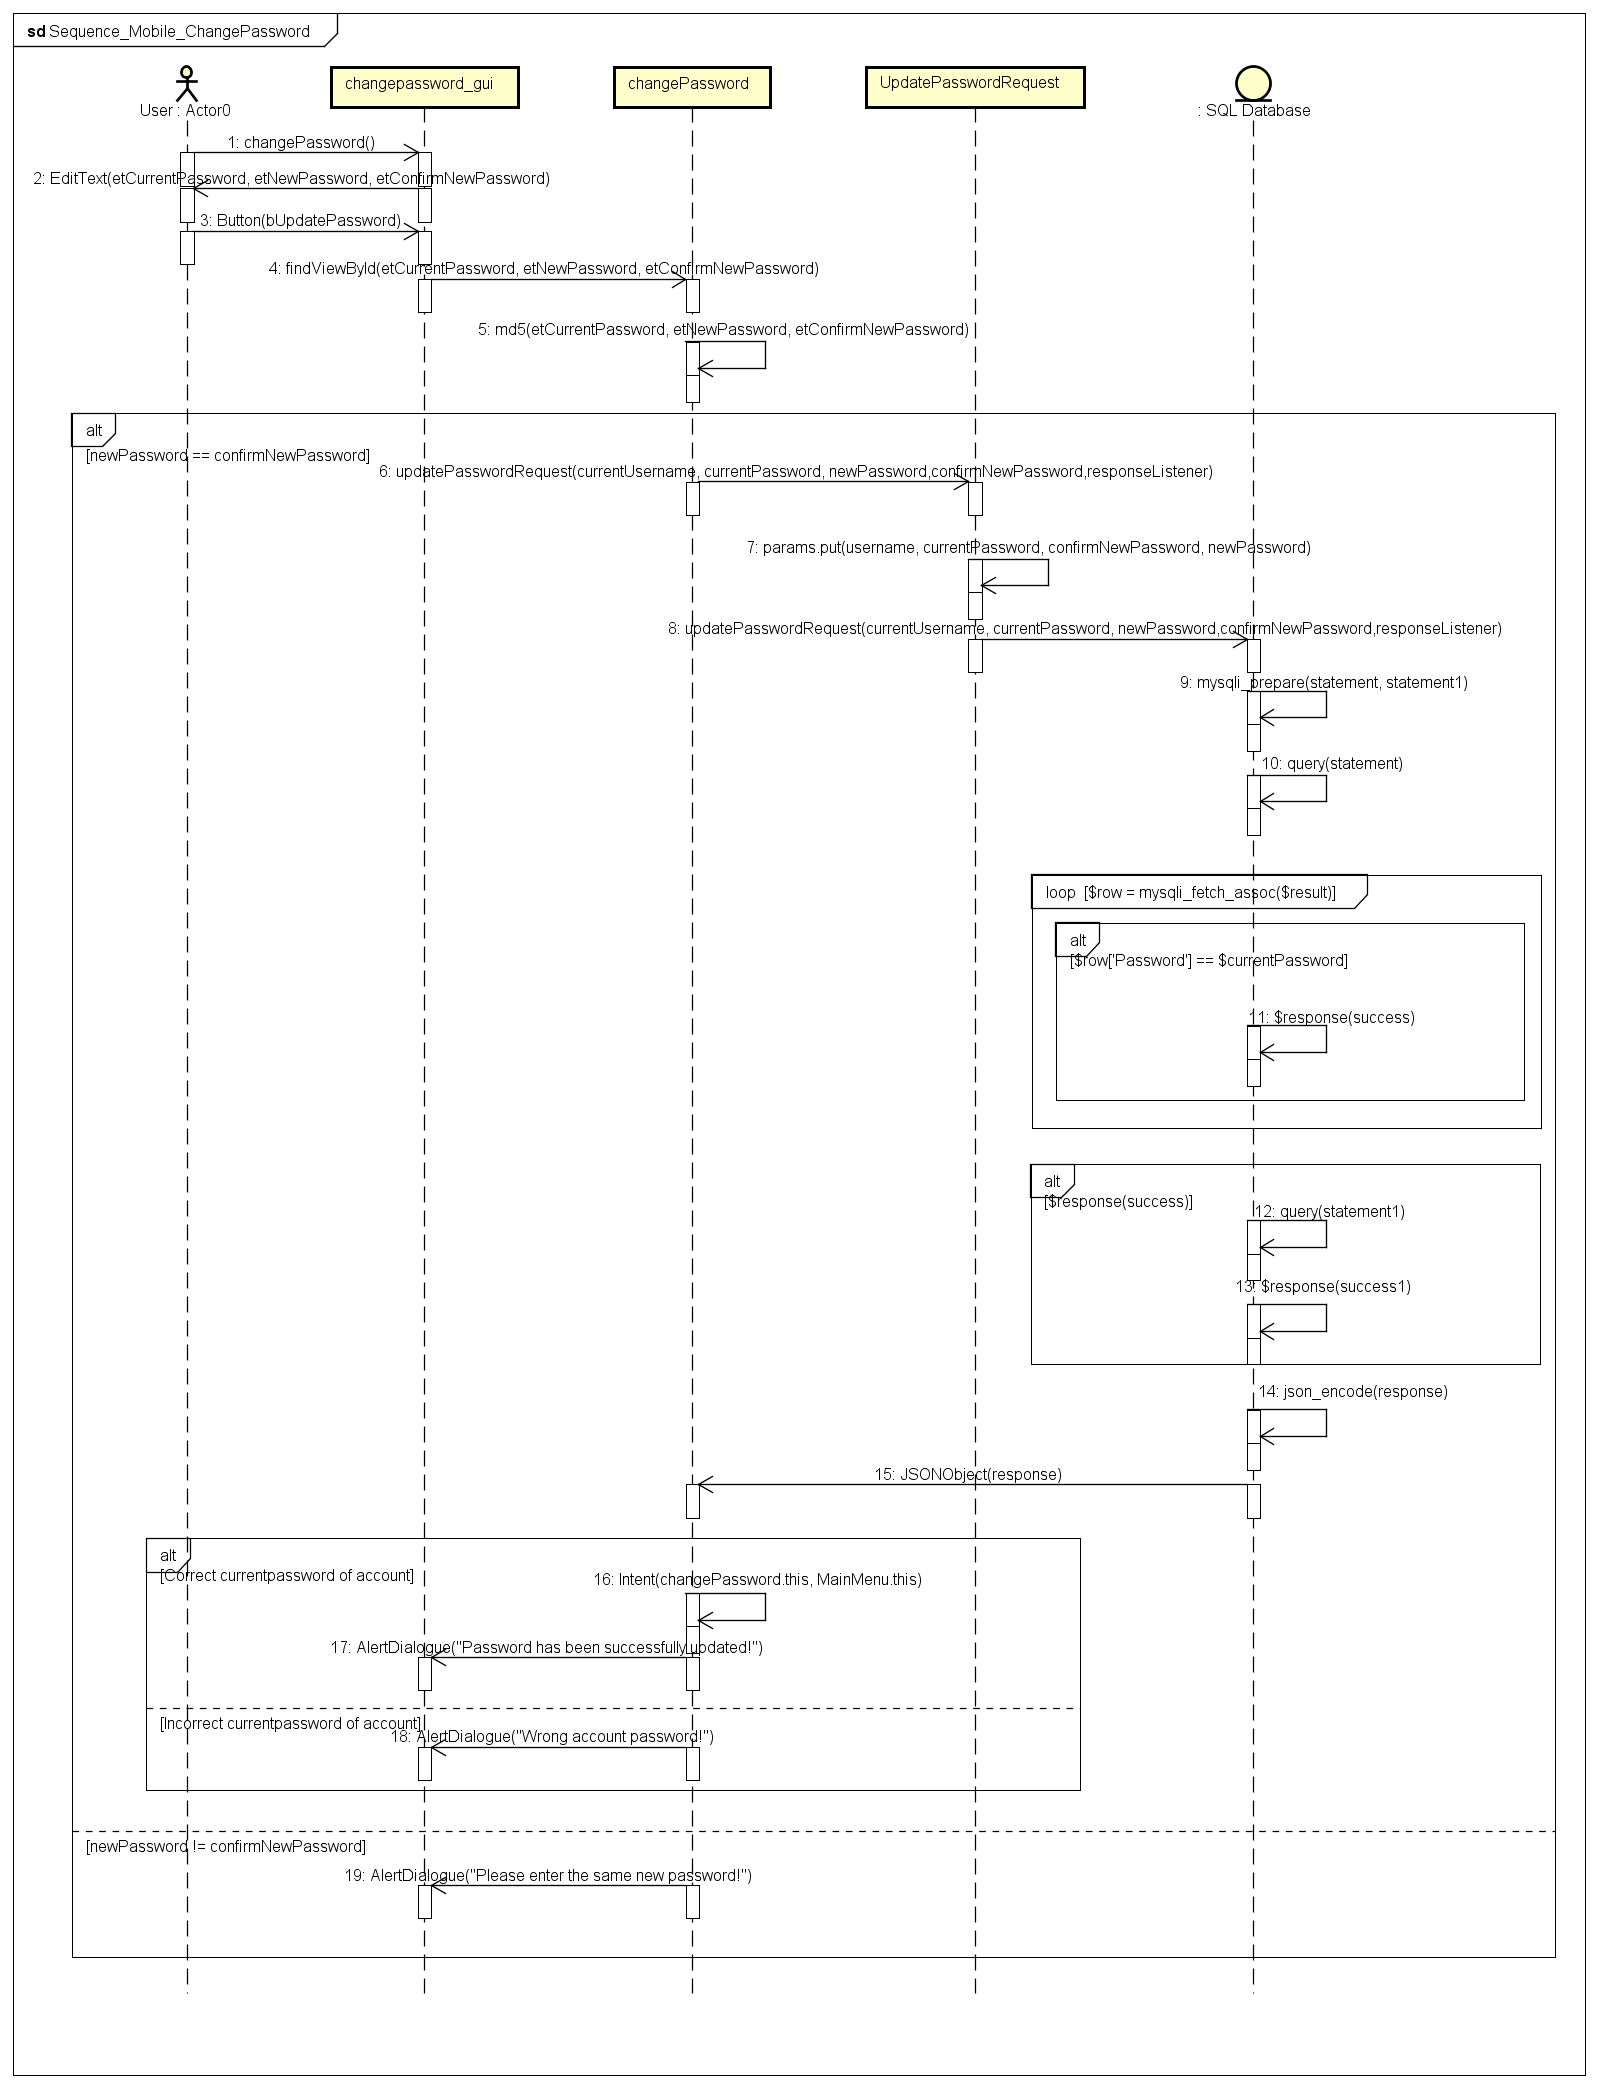 sd Sequence_Mobile_ChangePassword
User : Actor0
changepassword_gui
changePassword
UpdatePasswordRequest
: SQL Database
1: changePassword()
2: EditText(etCurrentPassword, etNewPassword, etConfirmNewPassword)
3: Button(bUpdatePassword)
4: findViewById(etCurrentPassword, etNewPassword, etConfirmNewPassword)
5: md5(etCurrentPassword, etNewPassword, etConfirmNewPassword)
alt
[newPassword == confirmNewPassword]
6: updatePasswordRequest(currentUsername, currentPassword, newPassword,confirmNewPassword,responseListener)
7: params.put(username, currentPassword, confirmNewPassword, newPassword)
8: updatePasswordRequest(currentUsername, currentPassword, newPassword,confirmNewPassword,responseListener)
9: mysqli_prepare(statement, statement1)
10: query(statement)
loop [$row = mysqli_fetch_assoc($result)]
alt
[$row['Password'] == $currentPassword]
11: $response(success)
alt
[$response(success)]
12: query(statement1)
13: $response(success1)
14: json_encode(response)
15: JSONObject(response)
alt
[Correct currentpassword of account]
16: Intent(changePassword.this, MainMenu.this)
17: AlertDialogue("Password has been successfully updated!")
[Incorrect currentpassword of account]
18: AlertDialogue("Wrong account password!")
[newPassword != confirmNewPassword]
19: AlertDialogue("Please enter the same new password!")